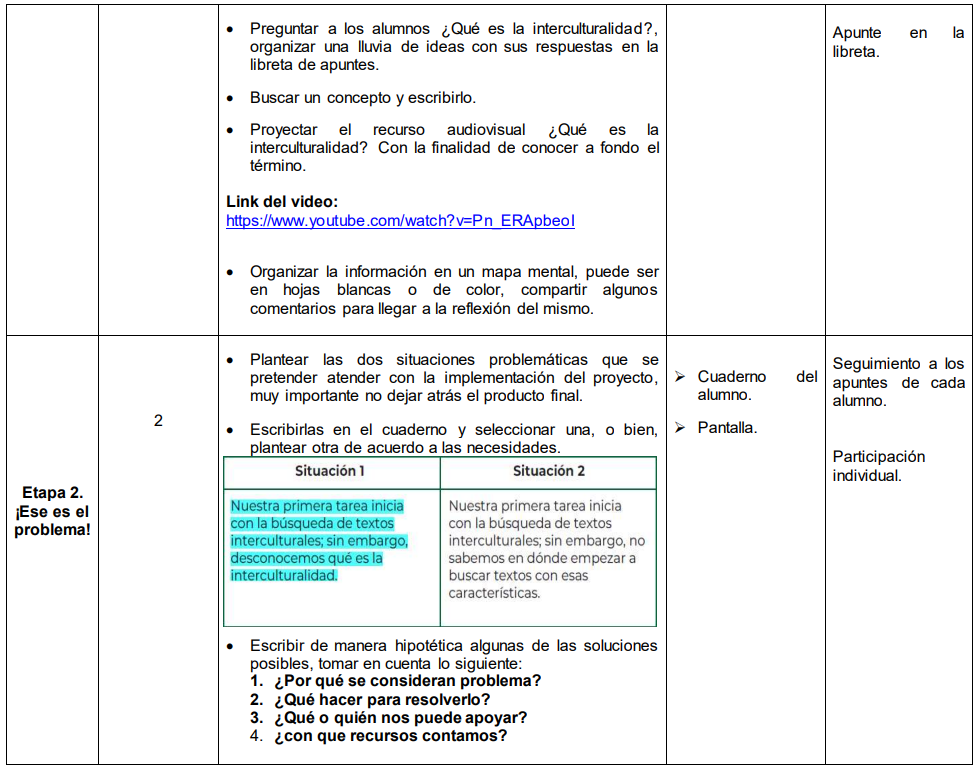 • Preguntar a los alumnos ¿Qué es la interculturalidad?,
organizar una lluvia de ideas con sus respuestas en la
libreta de apuntes.
• Buscar un concepto y escribirlo.
• Proyectar el recurso audiovisual ¿Qué es la
interculturalidad? Con la finalidad de conocer a fondo el
término.
Link del video:
https://www.youtube.com/watch?v=Pn_ERApbeoI
• Organizar la información en un mapa mental, puede ser
en hojas blancas o de color, compartir algunos
comentarios para llegar a la reflexión del mismo.
Apunte en la
libreta.
Etapa 2.
¡Ese es el
problema!
2
• Plantear las dos situaciones problemáticas que se
pretender atender con la implementación del proyecto,
muy importante no dejar atrás el producto final.
• Escribirlas en el cuaderno y seleccionar una, o bien,
plantear otra de acuerdo a las necesidades.
Situación 1
Nuestra primera tarea inicia
con la búsqueda de textos
interculturales; sin embargo,
desconocemos qué es la
interculturalidad.
Situación 2
Nuestra primera tarea inicia
con la búsqueda de textos
interculturales; sin embargo, no
sabemos en dónde empezar a
buscar textos con esas
características.
• Escribir de manera hipotética algunas de las soluciones
posibles, tomar en cuenta lo siguiente:
1. ¿Por qué se consideran problema?
2. ¿Qué hacer para resolverlo?
3. ¿Qué o quién nos puede apoyar?
4. ¿con que recursos contamos?
➢ Cuaderno del
alumno.
➢ Pantalla.
Seguimiento a los
apuntes de cada
alumno.
Participación
individual.